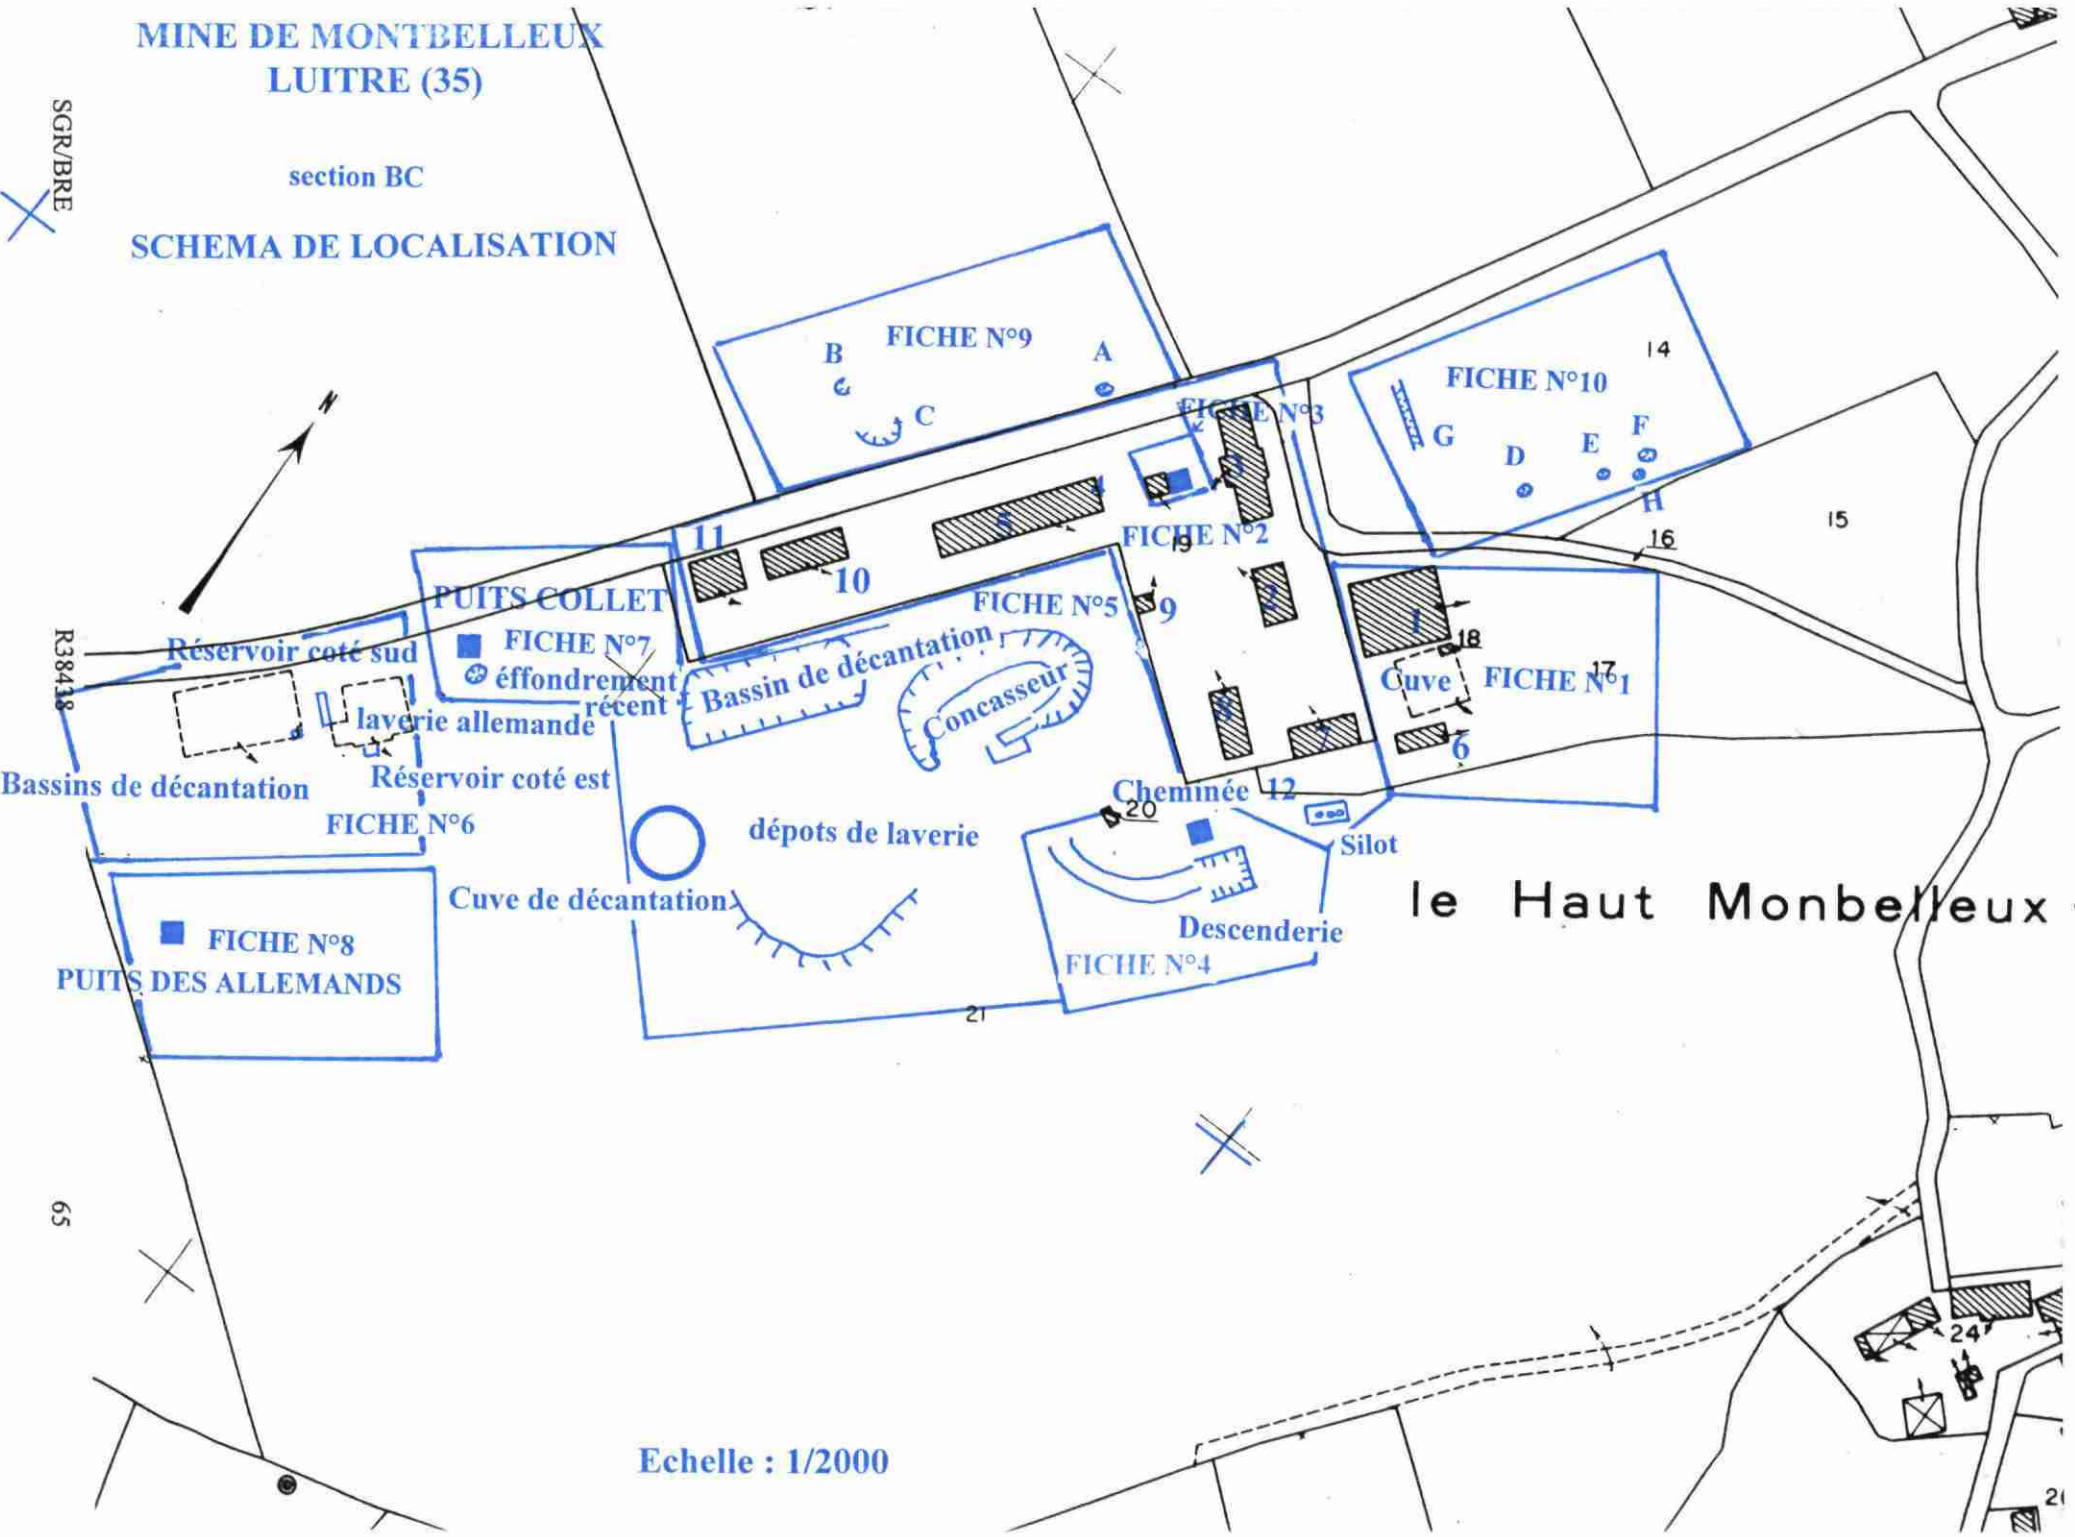 MINE DE MONTBELLEUX
LUITRE (35)
section BC
SCHEMA DE LOCALISATION
SGR/BRE
R38438
65
N
FICHE N°9
B
A
C
FICHE N°10
14
G
D
E
F
H
15
16
FICHE N°3
3
4
5
FICHE N°2
19
11
10
2
9
1
18
Cuve
FICHE N°1
17
6
8
7
PUITS COLLET
FICHE N°7
éffondrement
récent
FICHE N°5
Bassin de décantation
Concasseur
Réservoir coté sud
laverie allemande
Réservoir coté est
Bassins de décantation
FICHE N°6
Cheminée
12
20
Silot
dépots de laverie
Cuve de décantation
Descenderie
FICHE N°4
le Haut Monbelleux
FICHE N°8
PUITS DES ALLEMANDS
21
24
Echelle : 1/2000